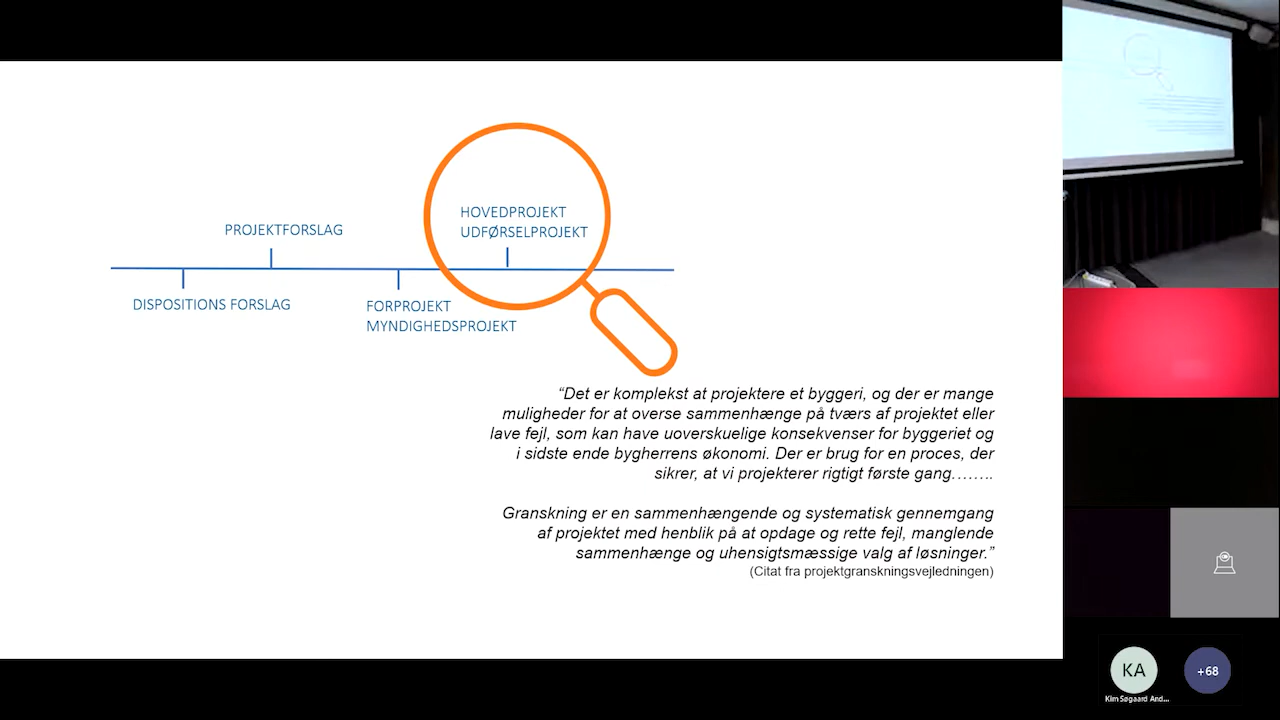 HOVEDPROJEKT
UDFØRSELPROJEKT
PROJEKTFORSLAG
DISPOSITIONS FORSLAG
FORPROJEKT
MYNDIGHEDSPROJEKT
“Det er komplekst at projektere et byggeri, og der er mange
muligheder for at overse sammenhænge på tværs af projektet eller
lave fejl, som kan have uoverskuelige konsekvenser for byggeriet og
i sidste ende bygherrens økonomi. Der er brug for en proces, der
sikrer, at vi projekterer rigtigt første gang……..
Granskning er en sammenhængende og systematisk gennemgang
af projektet med henblik på at opdage og rette fejl, manglende
sammenhænge og uhensigtsmæssige valg af løsninger.”
(Citat fra projektgranskningsvejledningen)
KA
+68
Kim Søgaard And...